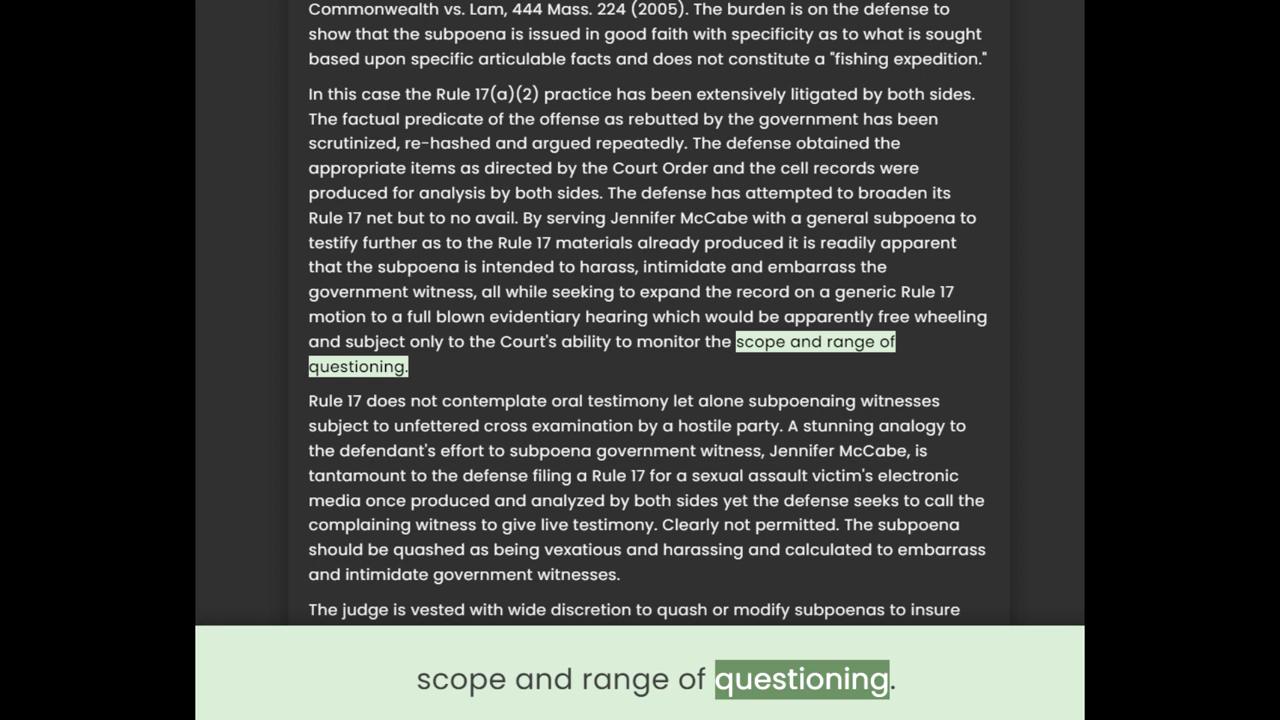 Commonwealth vs. Lam, 444 Mass. 224 (2005). The burden is on the defense to
show that the subpoena is issued in good faith with specificity as to what is sought
based upon specific articulable facts and does not constitute a "fishing expedition."
In this case the Rule 17(a)(2) practice has been extensively litigated by both sides.
The factual predicate of the offense as rebutted by the government has been
scrutinized, re-hashed and argued repeatedly. The defense obtained the
appropriate items as directed by the Court Order and the cell records were
produced for analysis by both sides. The defense has attempted to broaden its
Rule 17 net but to no avail. By serving Jennifer McCabe with a general subpoena to
testify further as to the Rule 17 materials already produced it is readily apparent
that the subpoena is intended to harass, intimidate and embarrass the
government witness, all while seeking to expand the record on a generic Rule 17
motion to a full blown evidentiary hearing which would be apparently free wheeling
and subject only to the Court's ability to monitor the scope and range of
questioning.
Rule 17 does not contemplate oral testimony let alone subpoenaing witnesses
subject to unfettered cross examination by a hostile party. A stunning analogy to
the defendant's effort to subpoena government witness, Jennifer McCabe, is
tantamount to the defense filing a Rule 17 for a sexual assault victim's electronic
media once produced and analyzed by both sides yet the defense seeks to call the
complaining witness to give live testimony. Clearly not permitted. The subpoena
should be quashed as being vexatious and harassing and calculated to embarrass
and intimidate government witnesses.
The judge is vested with wide discretion to quash or modify subpoenas to insure
scope and range of questioning.